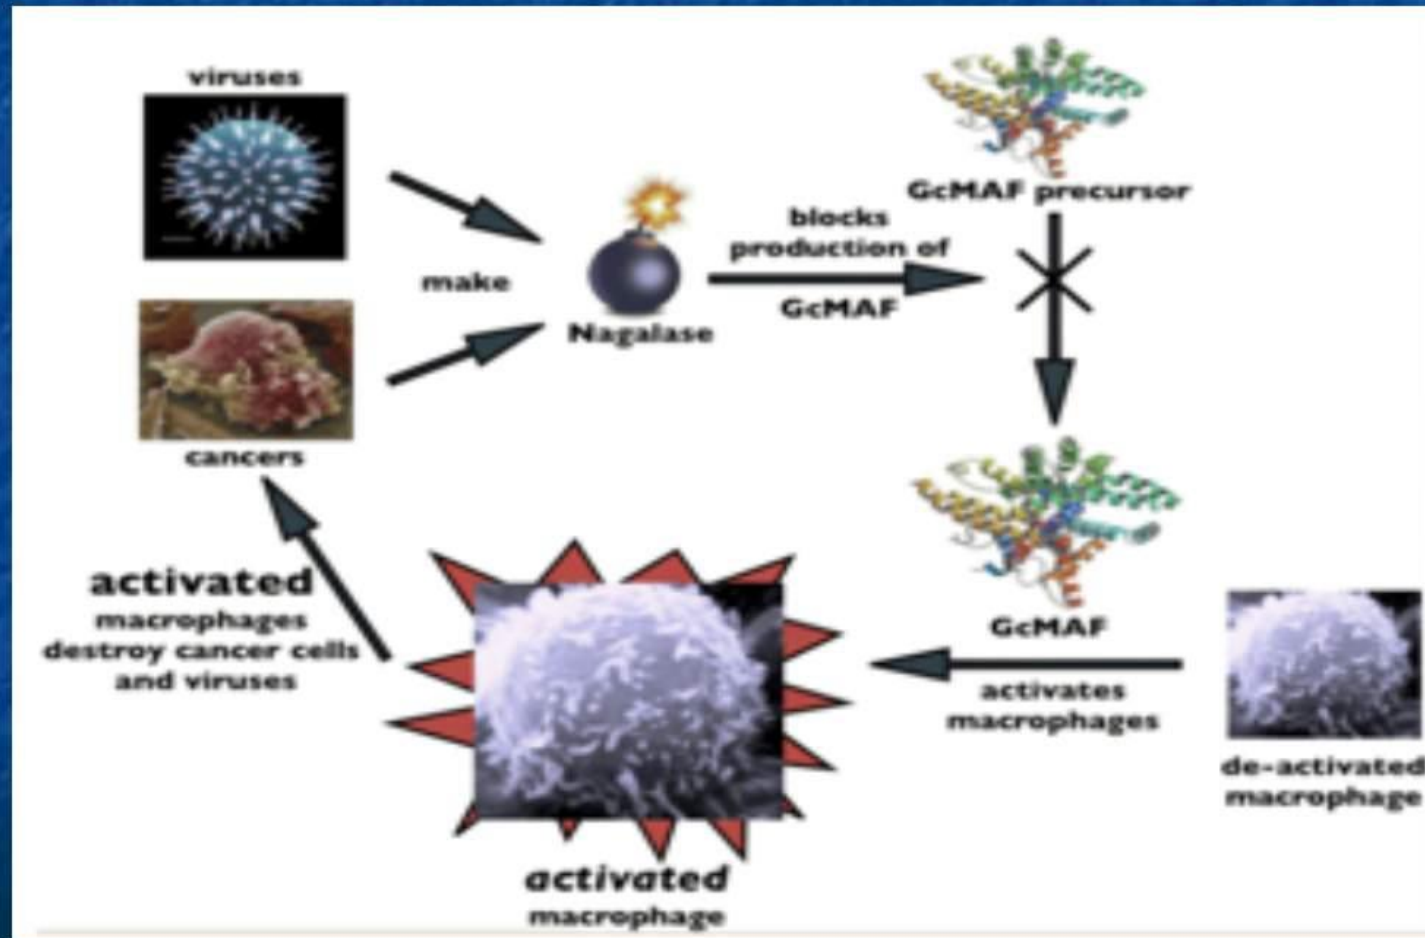 viruses
make
cancers
Nagalase
blocks
production of
GcMAF
GcMAF precursor
GcMAF
activates
macrophages
de-activated
macrophage
activated
macrophage
activated
macrophages
destroy cancer cells
and viruses